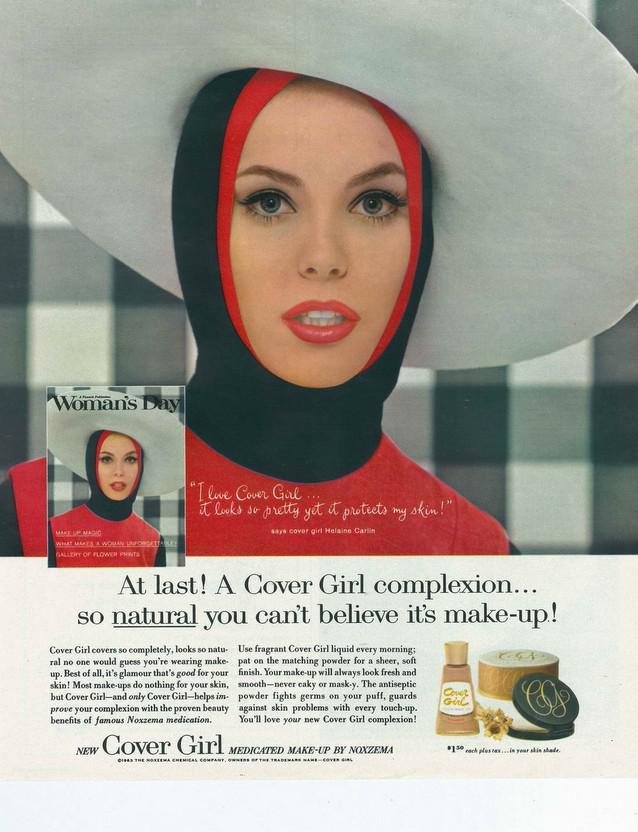 A Fawcett Publication
Woman's Day
MAKE UP MAGIC
WHAT MAKES A WOMAN UNFORGETTABLE?
GALLERY OF FLOWER PRINTS
"I love Cover Girl ...
it looks so pretty yet it protects my skin!"
says cover girl Helaine Carlin
At last! A Cover Girl complexion...
so natural you can't believe it's make-up!
Cover Girl covers so completely, looks so natu-
ral no one would guess you're wearing make-
up. Best of all, it's glamour that's good for your
skin! Most make-ups do nothing for your skin,
but Cover Girl—and only Cover Girl—helps im-
prove your complexion with the proven beauty
benefits of famous Noxzema medication.
Use fragrant Cover Girl liquid every morning;
pat on the matching powder for a sheer, soft
finish. Your make-up will always look fresh and
smooth—never caky or mask-y. The antiseptic
powder fights germs on your puff, guards
against skin problems with every touch-up.
You'll love your new Cover Girl complexion!
Cover
Girl
CG
CG
NEW Cover Girl MEDICATED MAKE-UP BY NOXZEMA
©1963 THE NOXZEMA CHEMICAL COMPANY, OWNERS OF THE TRADEMARK NAME—COVER GIRL
$1.50 each plus tax...in your skin shade.